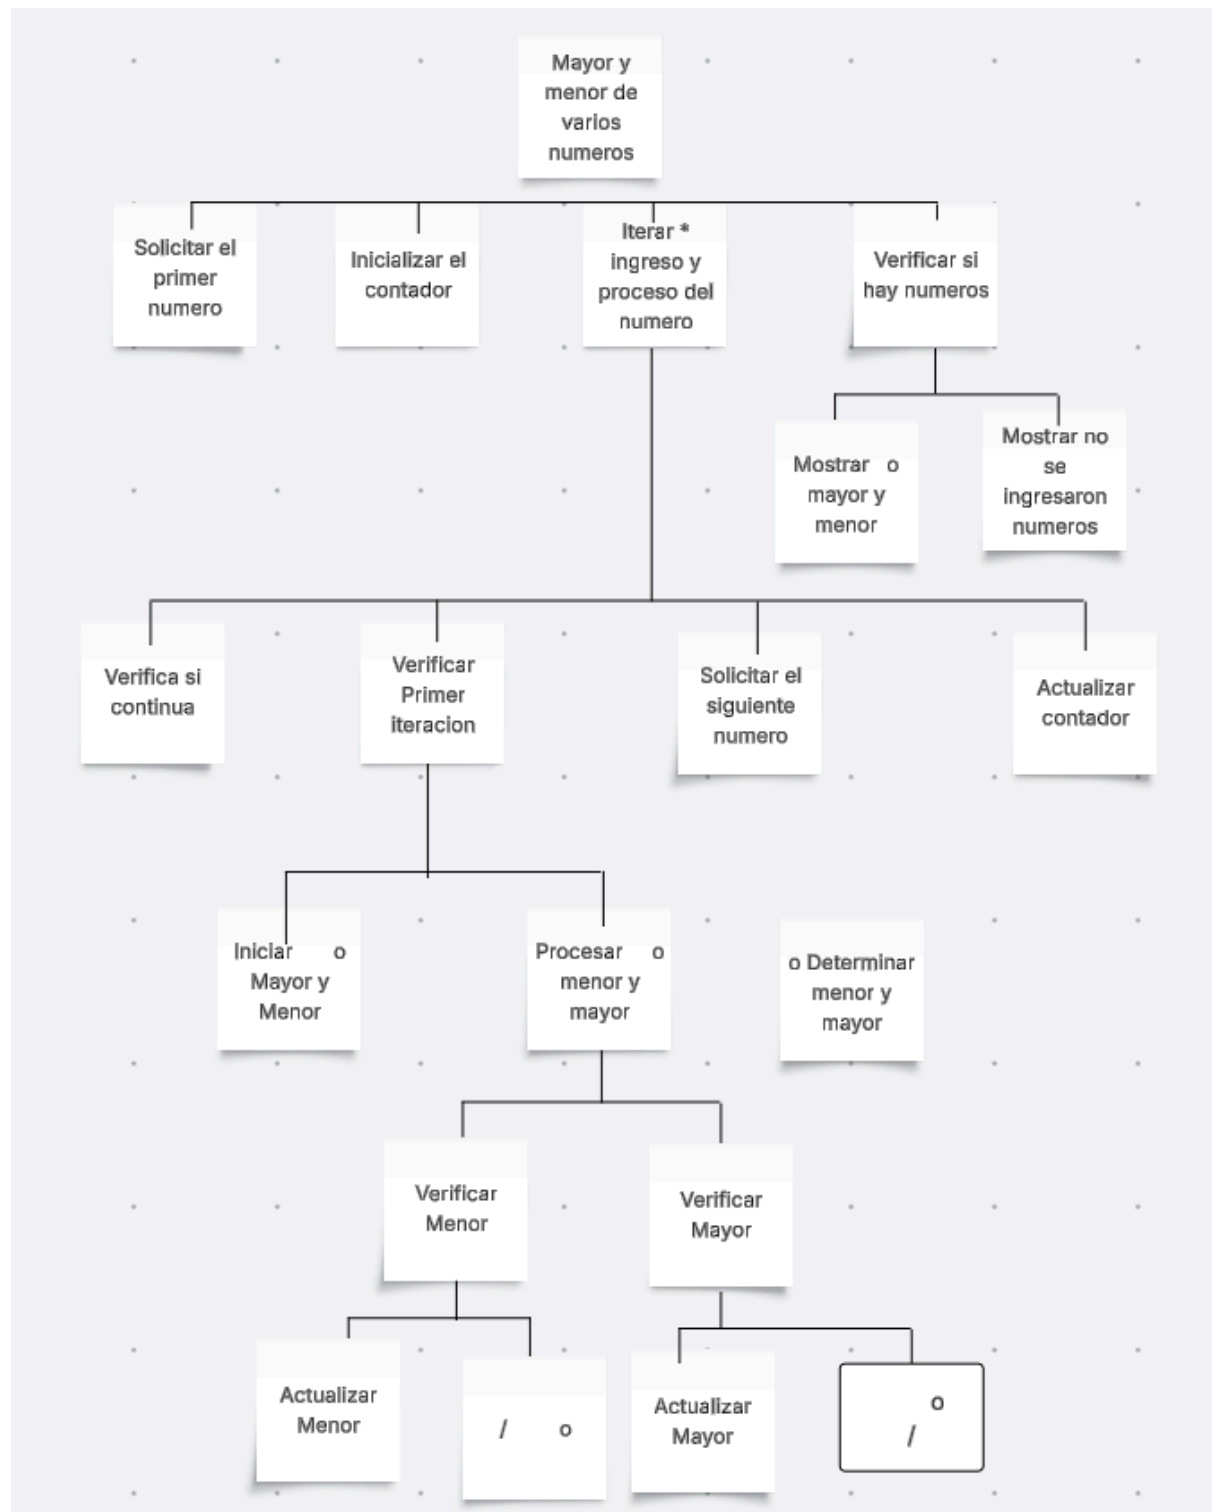 Mayor y
menor de
varios
numeros
Solicitar el
primer
numero
Inicializar el
contador
Iterar *
ingreso y
proceso del
numero
Verificar si
hay numeros
Mostrar o
mayor y
menor
Mostrar no
se
ingresaron
numeros
Verifica si
continua
Verificar
Primer
iteracion
Solicitar el
siguiente
numero
Actualizar
contador
Iniciar o
Mayor y
Menor
Procesar o
menor y
mayor
o Determinar
menor y
mayor
Verificar
Menor
Verificar
Mayor
Actualizar
Menor
/ o
Actualizar
Mayor
o
/